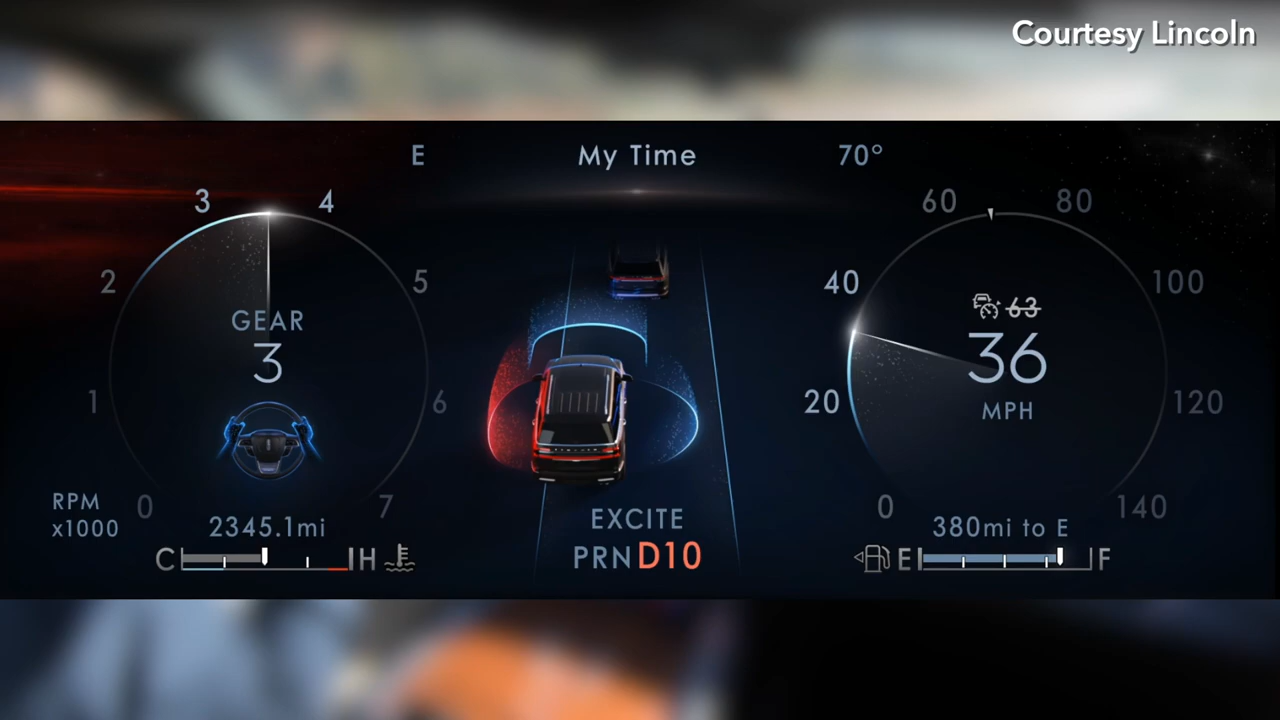 Courtesy Lincoln
E
My Time
70°
3
4
60
80
2
5
40
100
GEAR
3
63
36
MPH
1
6
20
120
RPM
x1000
0
7
2345.1mi
EXCITE
0
140
380mi to E
C
H
PRND10
E
F